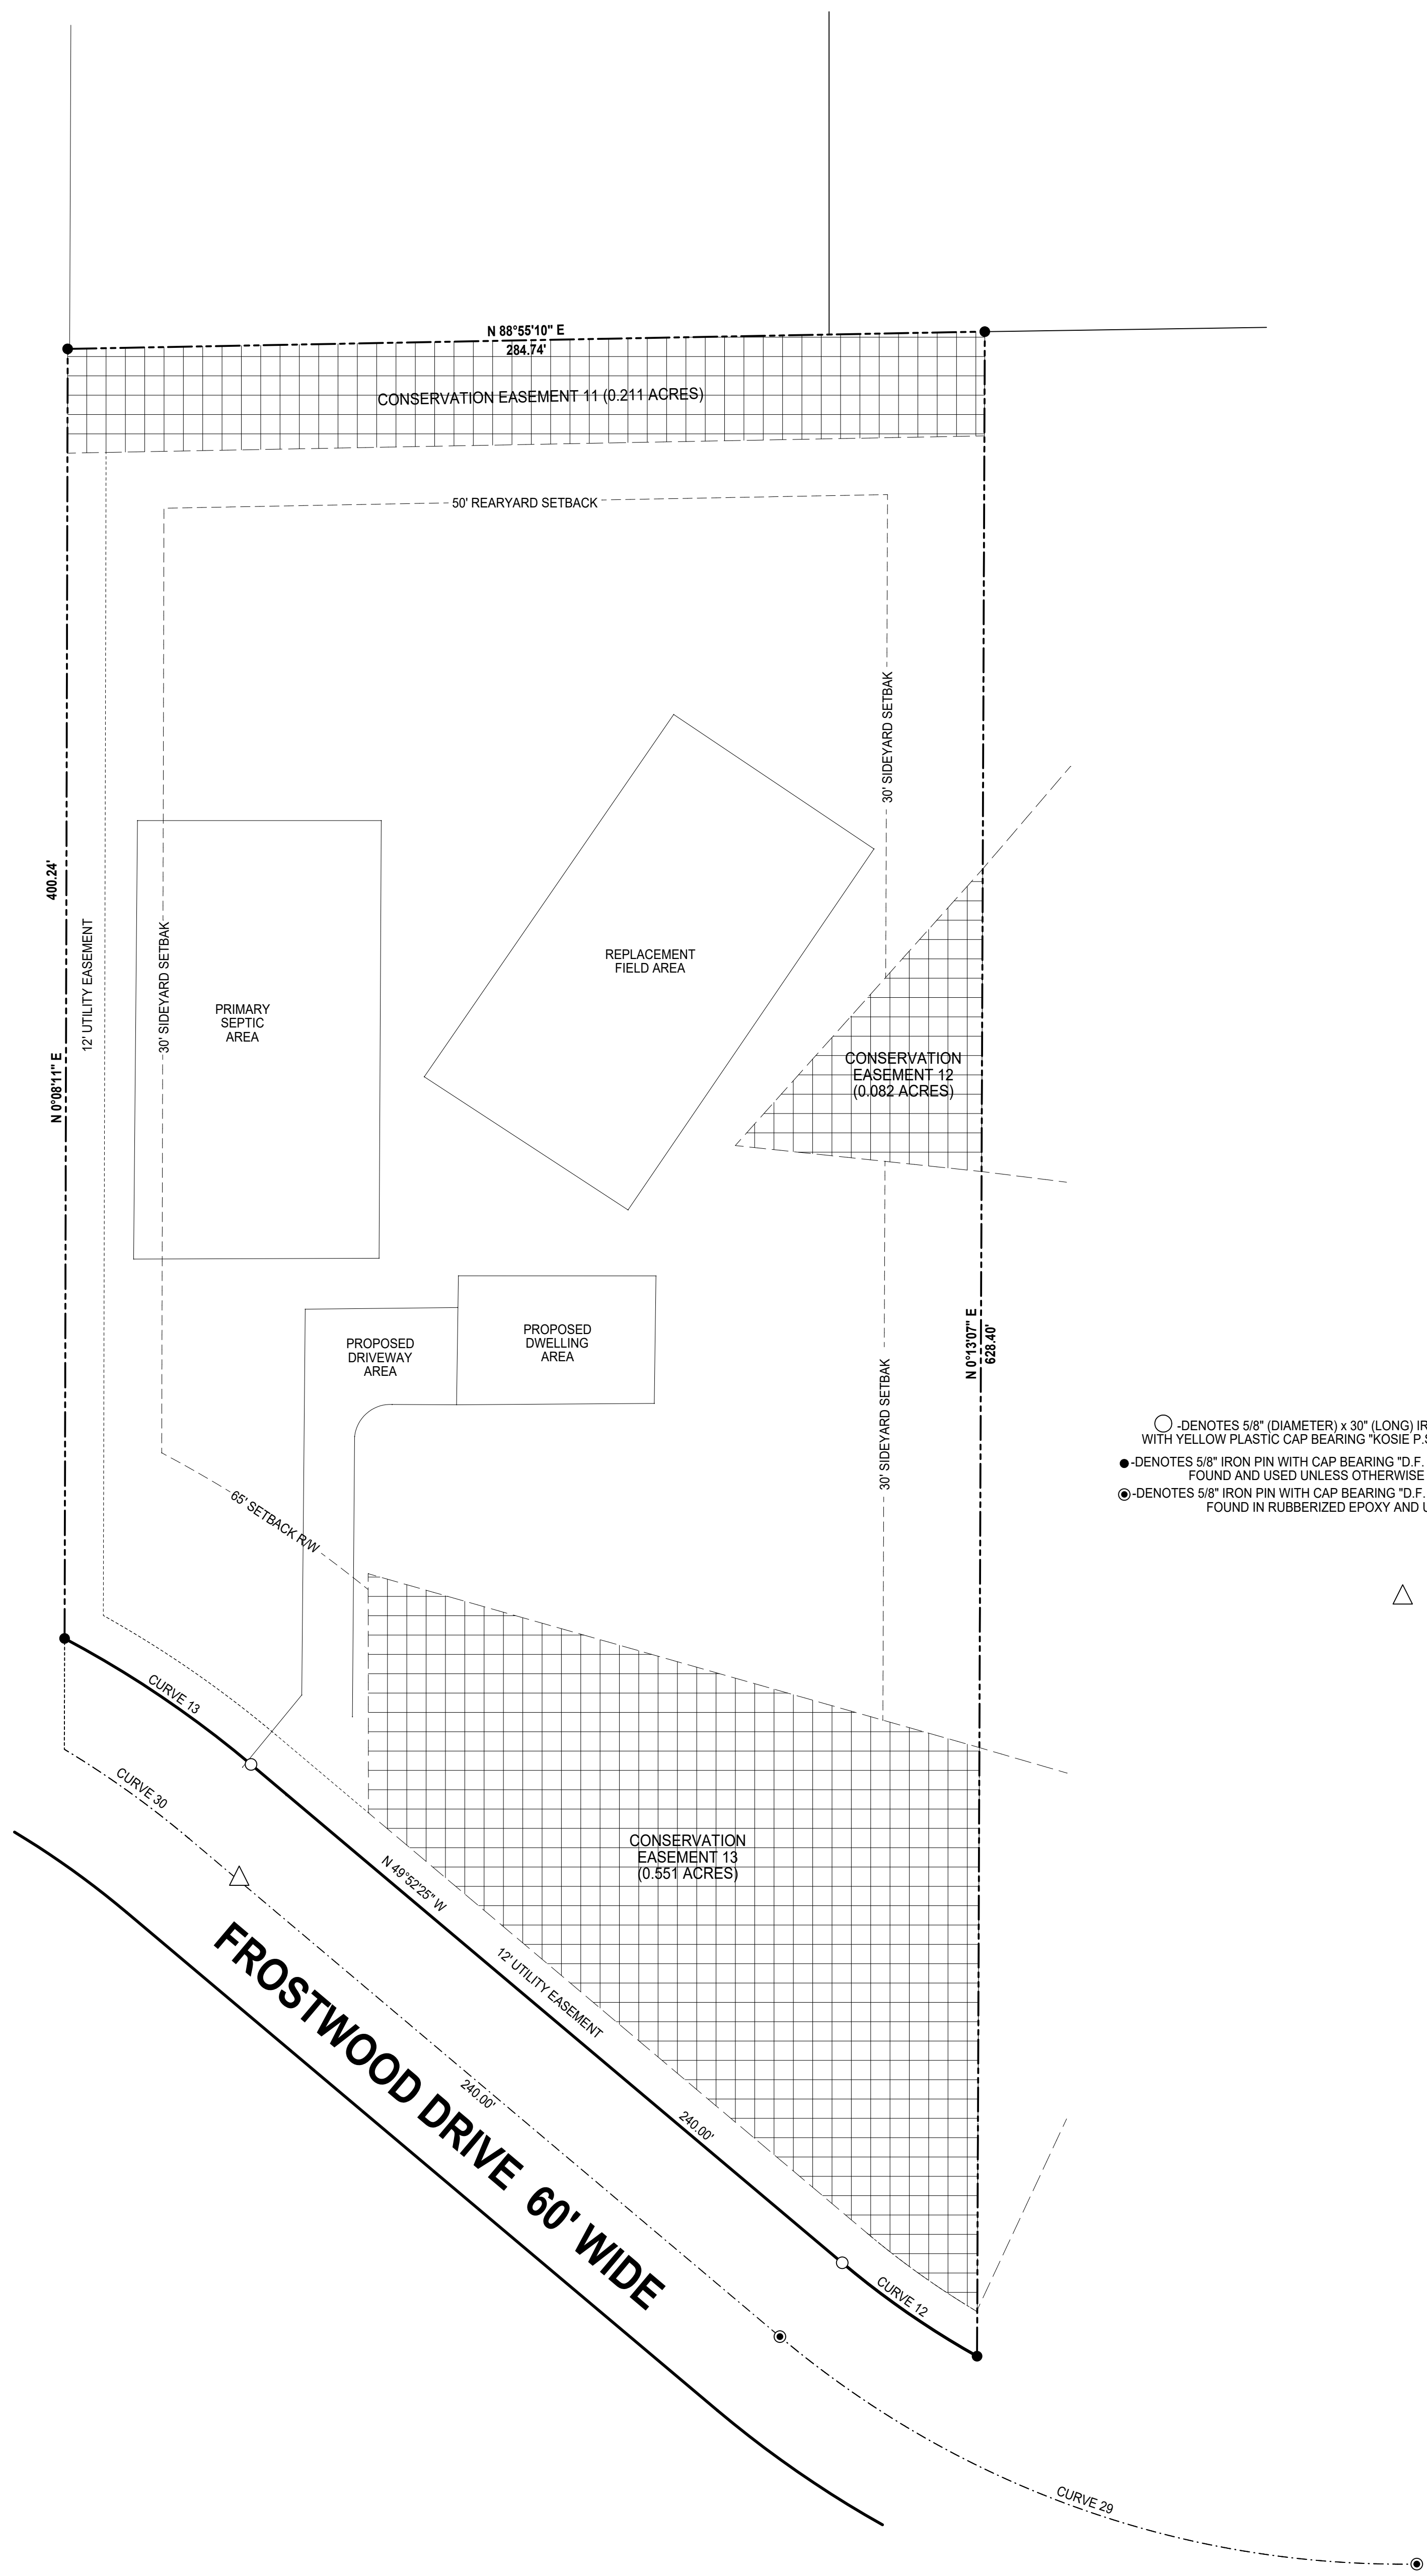 N 88°55'10" E
284.74'
CONSERVATION EASEMENT 11 (0.211 ACRES)
50' REARYARD SETBACK
30' SIDEYARD SETBAK
400.24'
N 0°08'11" E
12' UTILITY EASEMENT
30' SIDEYARD SETBAK
PRIMARY
SEPTIC
AREA
REPLACEMENT
FIELD AREA
CONSERVATION
EASEMENT 12
(0.082 ACRES)
N 0°13'07" E
628.40'
PROPOSED
DRIVEWAY
AREA
PROPOSED
DWELLING
AREA
30' SIDEYARD SETBAK
-DENOTES 5/8" (DIAMETER) x 30" (LONG) IR
WITH YELLOW PLASTIC CAP BEARING "KOSIE P.S
-DENOTES 5/8" IRON PIN WITH CAP BEARING "D.F.
FOUND AND USED UNLESS OTHERWISE
-DENOTES 5/8" IRON PIN WITH CAP BEARING "D.F.
FOUND IN RUBBERIZED EPOXY AND U
65' SETBACK R/W
CURVE 13
CURVE 30
CONSERVATION
EASEMENT 13
(0.551 ACRES)
N 49°52'25" W
12' UTILITY EASEMENT
240.00'
240.00'
FROSTWOOD DRIVE 60' WIDE
CURVE 12
CURVE 29